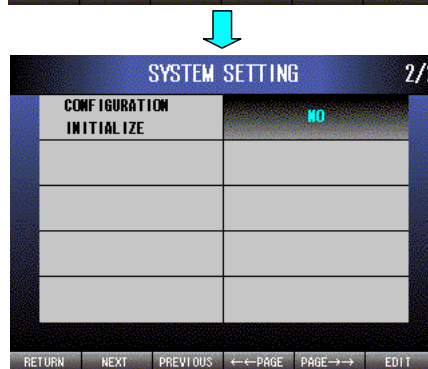 SYSTEM SETTING 2/
CONFIGURATION NO
INITIALIZE
RETURN NEXT PREVIOUS ←←PAGE PAGE→→ EDIT